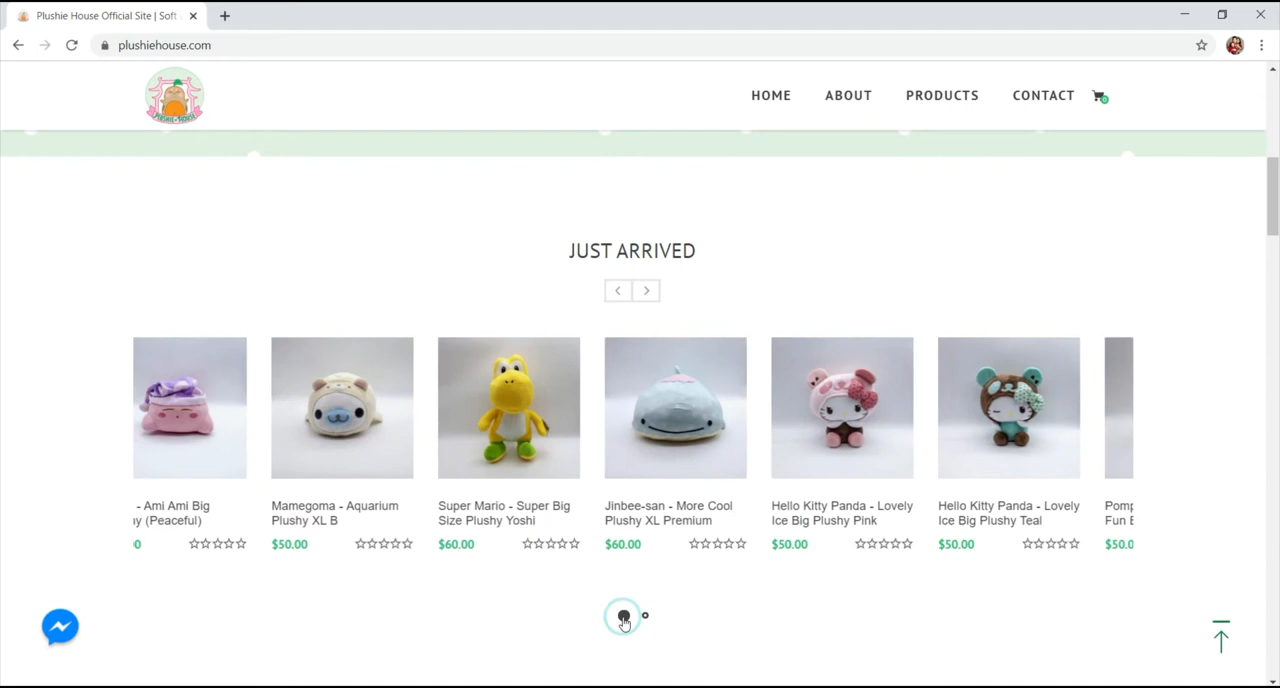 Plushie House Official Site | Soft
plushiehouse.com
PLUSHIE HOUSE
HOME ABOUT PRODUCTS CONTACT
0
JUST ARRIVED
- Ami Ami Big
(Peaceful)
0
Mamegoma - Aquarium
Plushy XL B
$50.00
Super Mario - Super Big
Size Plushy Yoshi
$60.00
Jinbee-san - More Cool
Plushy XL Premium
$60.00
Hello Kitty Panda - Lovely
Ice Big Plushy Pink
$50.00
Hello Kitty Panda - Lovely
Ice Big Plushy Teal
$50.00
Pomp
Fun B
$50.0